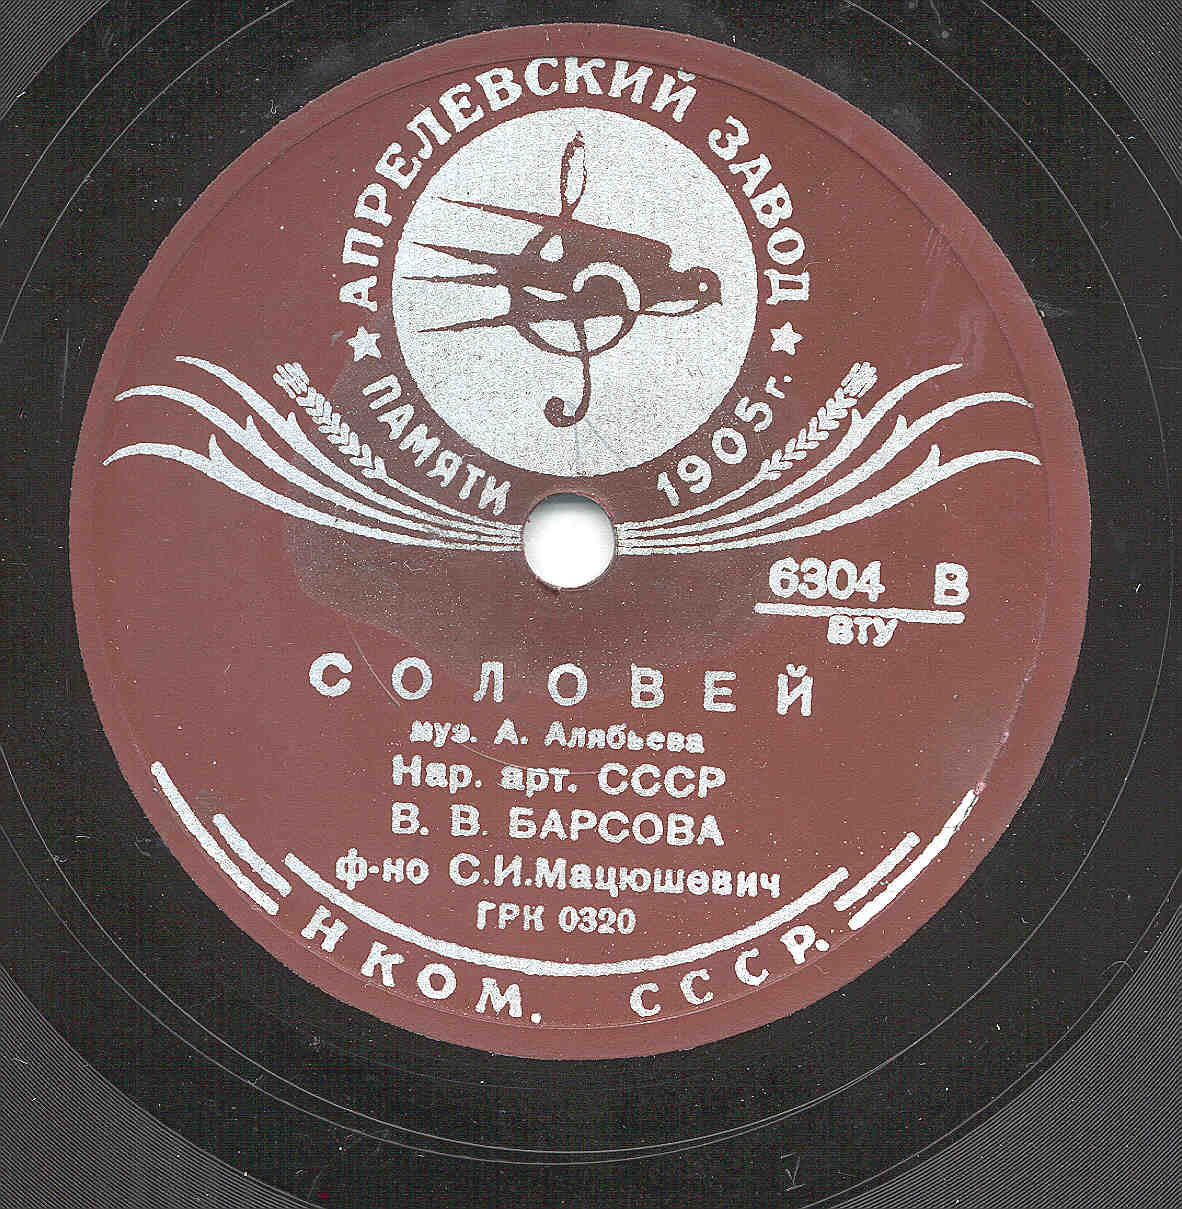 АПРЕЛЕВСКИЙ ЗАВОД
ПАМЯТИ 1905 г.
6304 В
ВТУ
СОЛОВЕЙ
муз. А. Алябьева
Нар. арт. СССР
В. В. БАРСОВА
ф-но С.И.Мацюшевич
ГРК 0320
НКОМ. СССР.